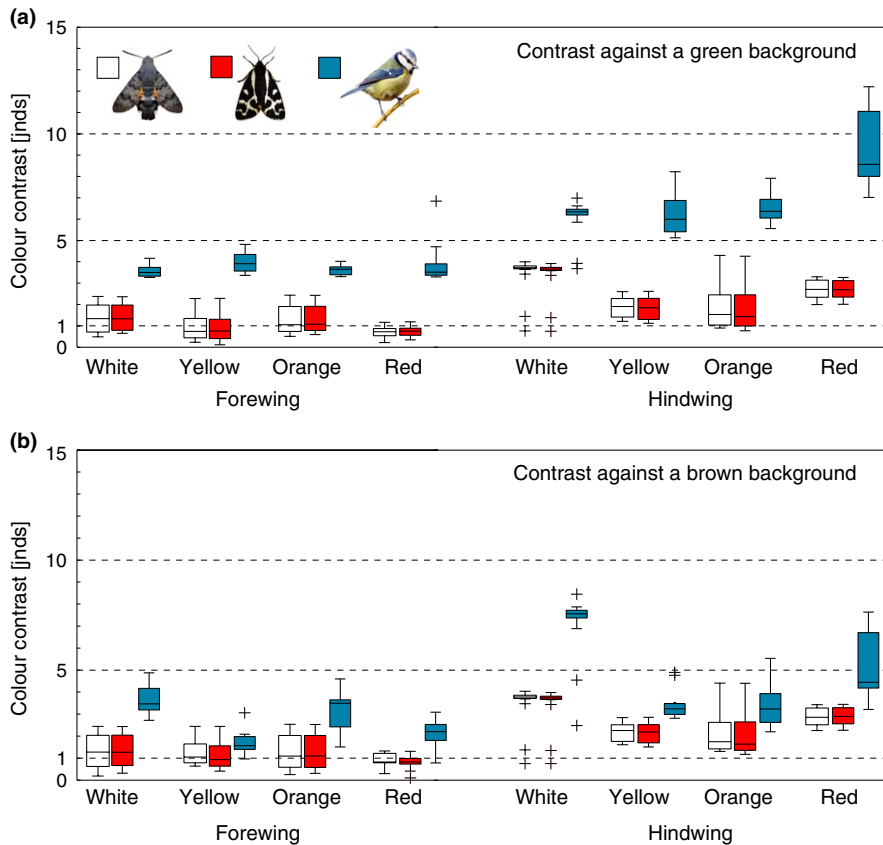 (a)
15
10
5
1
0
Colour contrast [jnds]
Contrast against a green background
White Yellow Orange Red White Yellow Orange Red
Forewing Hindwing
(b)
15
10
5
1
0
Colour contrast [jnds]
Contrast against a brown background
White Yellow Orange Red White Yellow Orange Red
Forewing Hindwing